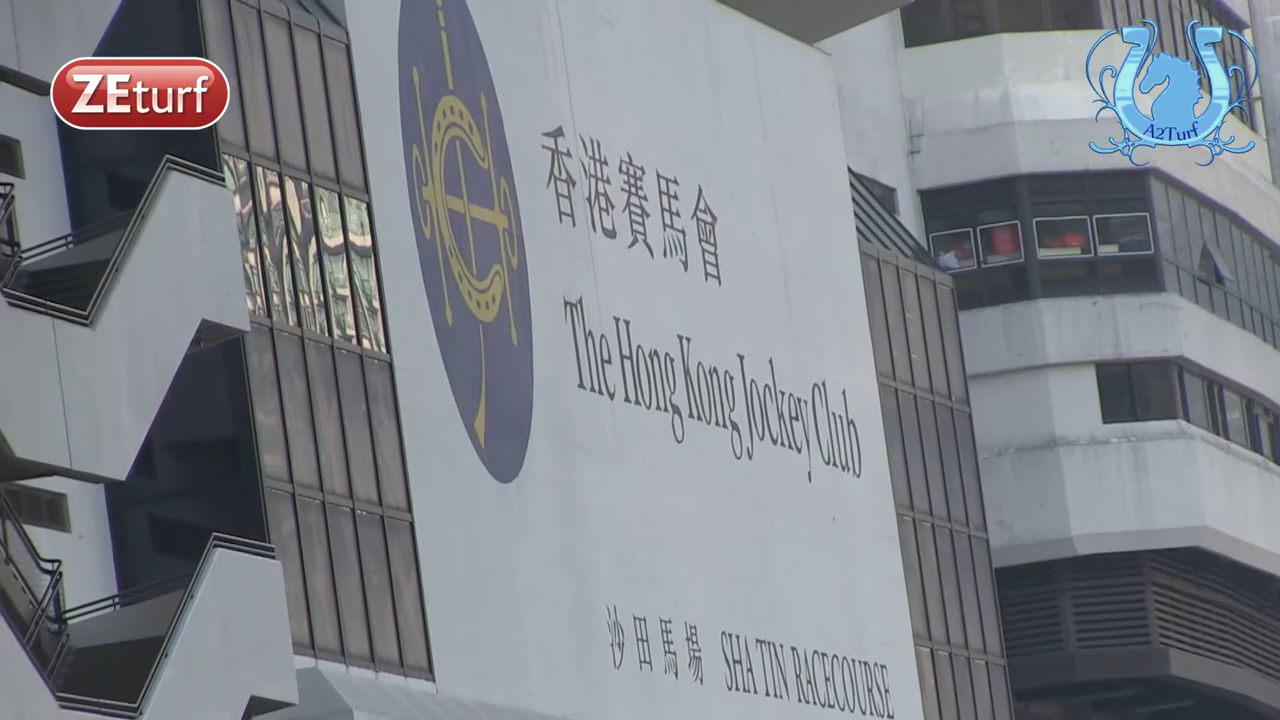 ZEturf
A2Turf
香港賽馬會
The Hong Kong Jockey Club
沙田馬場 SHA TIN RACECOURSE